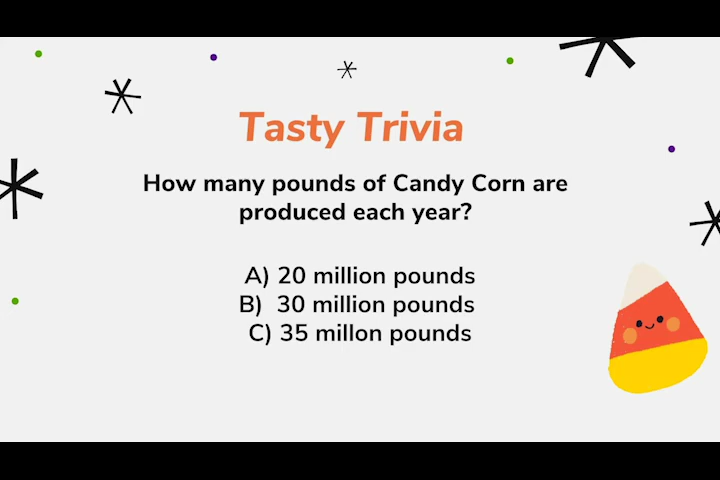 Tasty Trivia
How many pounds of Candy Corn are
produced each year?
A) 20 million pounds
B) 30 million pounds
C) 35 millon pounds